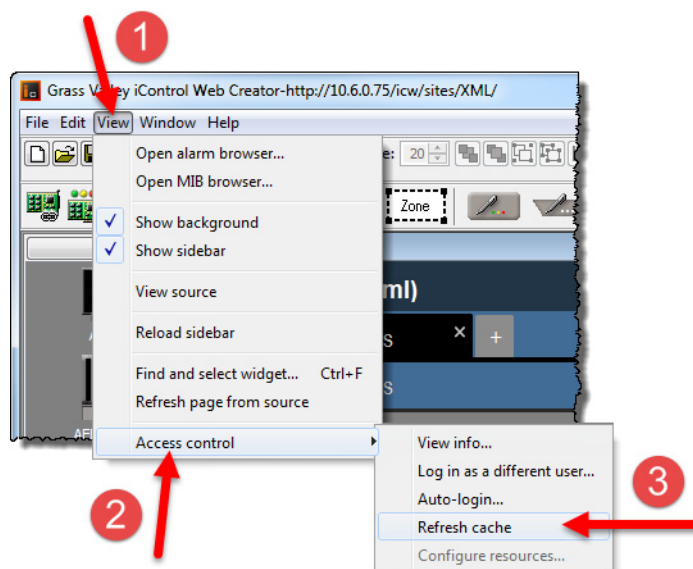 1
Grass Valley iControl Web Creator-http://10.6.0.75/icw/sites/XML/
File Edit View Window Help
Open alarm browser... e: 20
Open MIB browser...
Zone
Show background
Show sidebar
View source ml)
Reload sidebar s × +
Find and select widget... Ctrl+F s
Refresh page from source
Access control
View info...
Log in as a different user...
3
Auto-login...
2
Refresh cache
Configure resources...